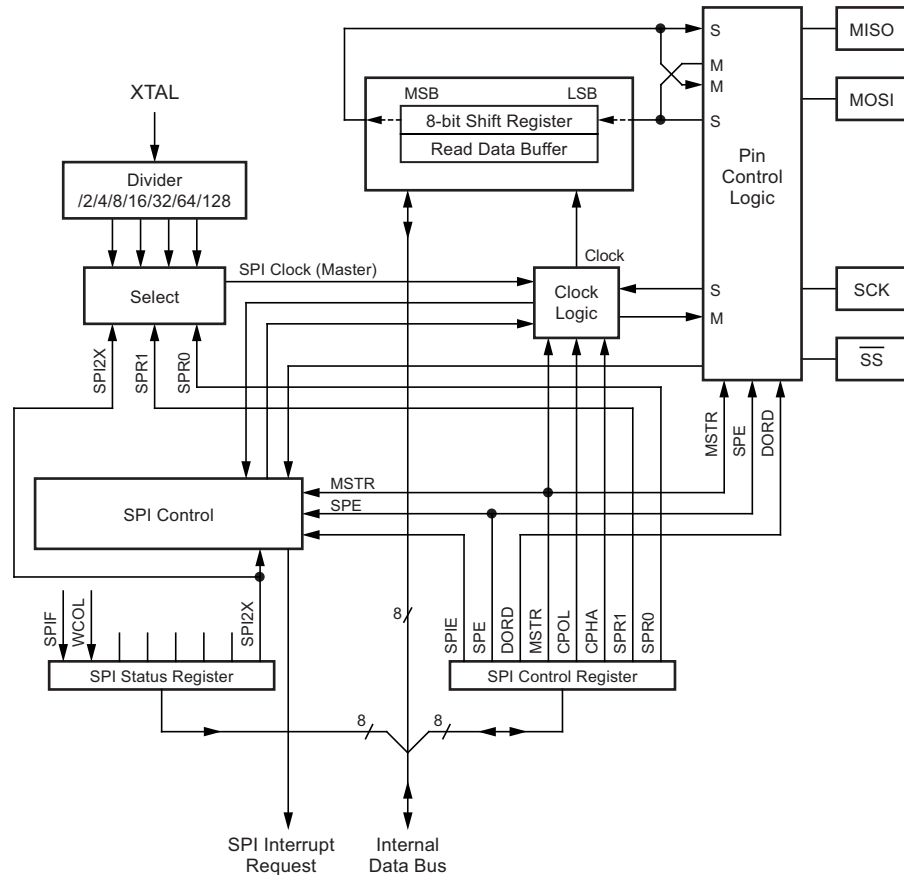 XTAL
Divider
/2/4/8/16/32/64/128
Select
SPI Clock (Master)
SPI2X
SPR1
SPR0
MSB
LSB
8-bit Shift Register
Read Data Buffer
Clock
Clock
Logic
S
M
M
S
S
M
Pin
Control
Logic
MISO
MOSI
SCK
SS
MSTR
SPE
DORD
SPI Control
MSTR
SPE
SPIF
WCOL
SPI2X
SPI Status Register
8
SPIE
SPE
DORD
MSTR
CPOL
CPHA
SPR1
SPR0
SPI Control Register
8
8
SPI Interrupt
Request
Internal
Data Bus